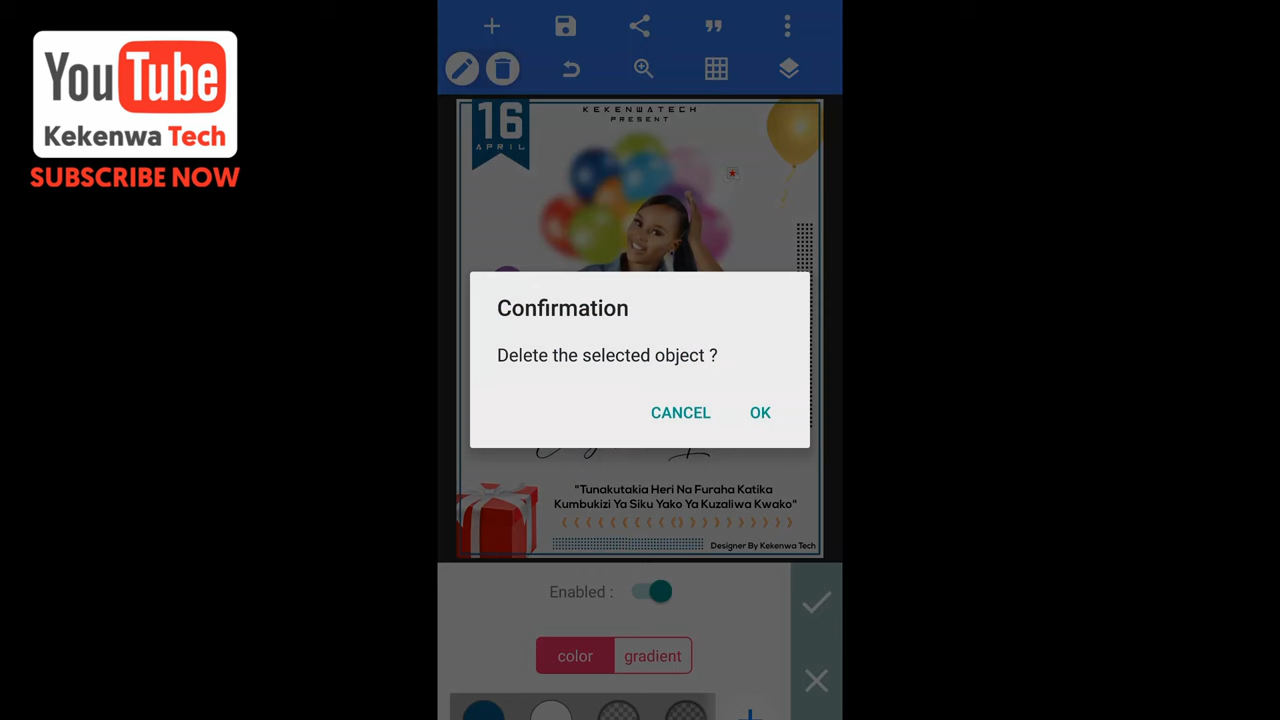 YouTube
Kekenwa Tech
SUBSCRIBE NOW
16
APRIL
KEKENWATECH
PRESENT
Confirmation
Delete the selected object ?
CANCEL OK
"Tunakutakia Heri Na Furaha Katika
Kumbukizi Ya Siku Yako Ya Kuzaliwa Kwako"
Designer By Kekenwa Tech
Enabled :
color gradient